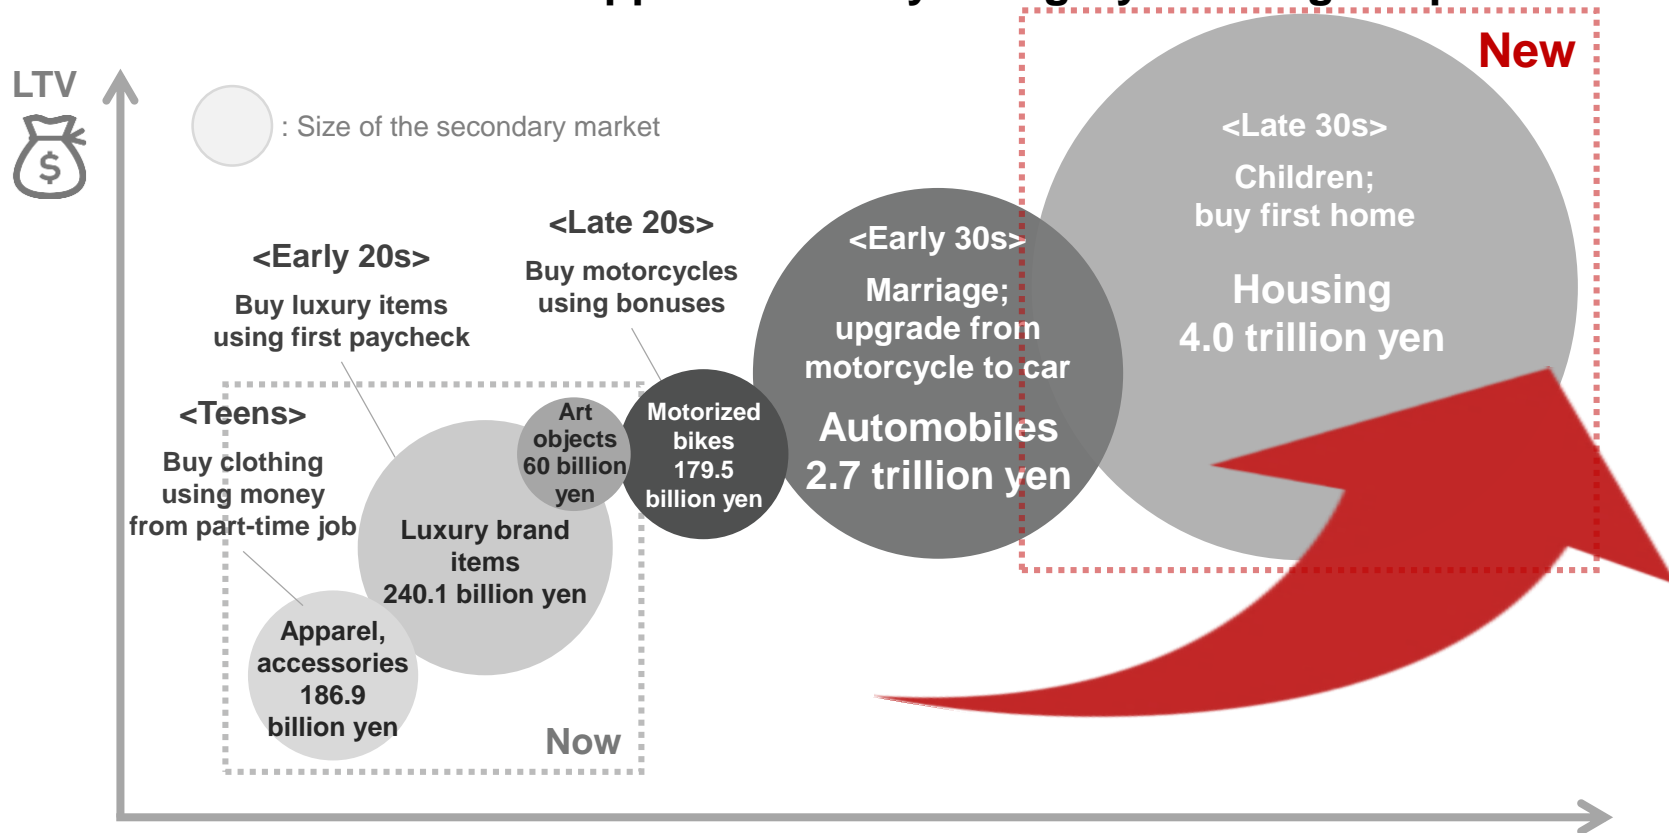 LTV
$
: Size of the secondary market
New
<Teens>
Buy clothing
using money
from part-time job
Apparel,
accessories
186.9
billion yen
<Early 20s>
Buy luxury items
using first paycheck
Luxury brand
items
240.1 billion yen
Art
objects
60 billion
yen
Now
<Late 20s>
Buy motorcycles
using bonuses
Motorized
bikes
179.5
billion yen
<Early 30s>
Marriage;
upgrade from
motorcycle to car
Automobiles
2.7 trillion yen
<Late 30s>
Children;
buy first home
Housing
4.0 trillion yen